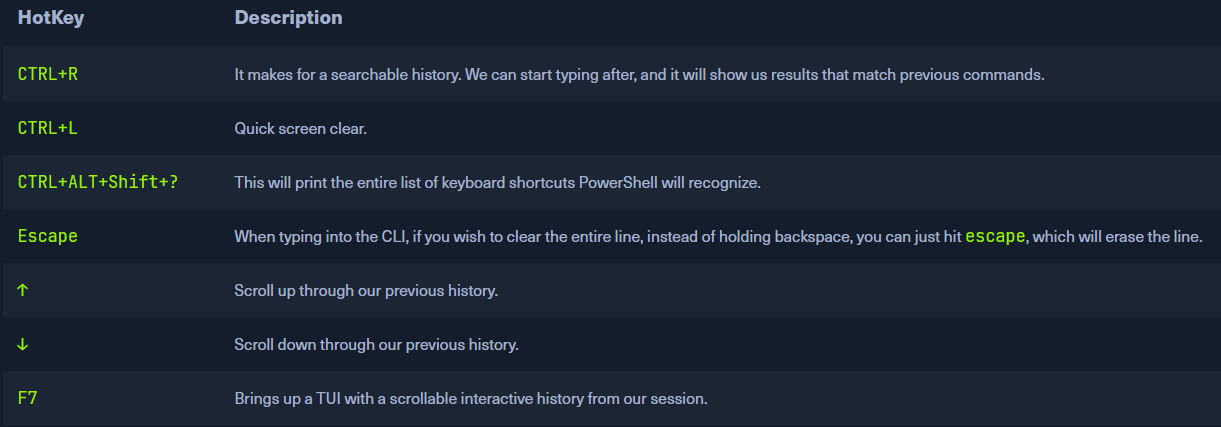 HotKey Description
CTRL+R It makes for a searchable history. We can start typing after, and it will show us results that match previous commands.
CTRL+L Quick screen clear.
CTRL+ALT+Shift+? This will print the entire list of keyboard shortcuts PowerShell will recognize.
Escape When typing into the CLI, if you wish to clear the entire line, instead of holding backspace, you can just hit escape, which will erase the line.
↑ Scroll up through our previous history.
↓ Scroll down through our previous history.
F7 Brings up a TUI with a scrollable interactive history from our session.